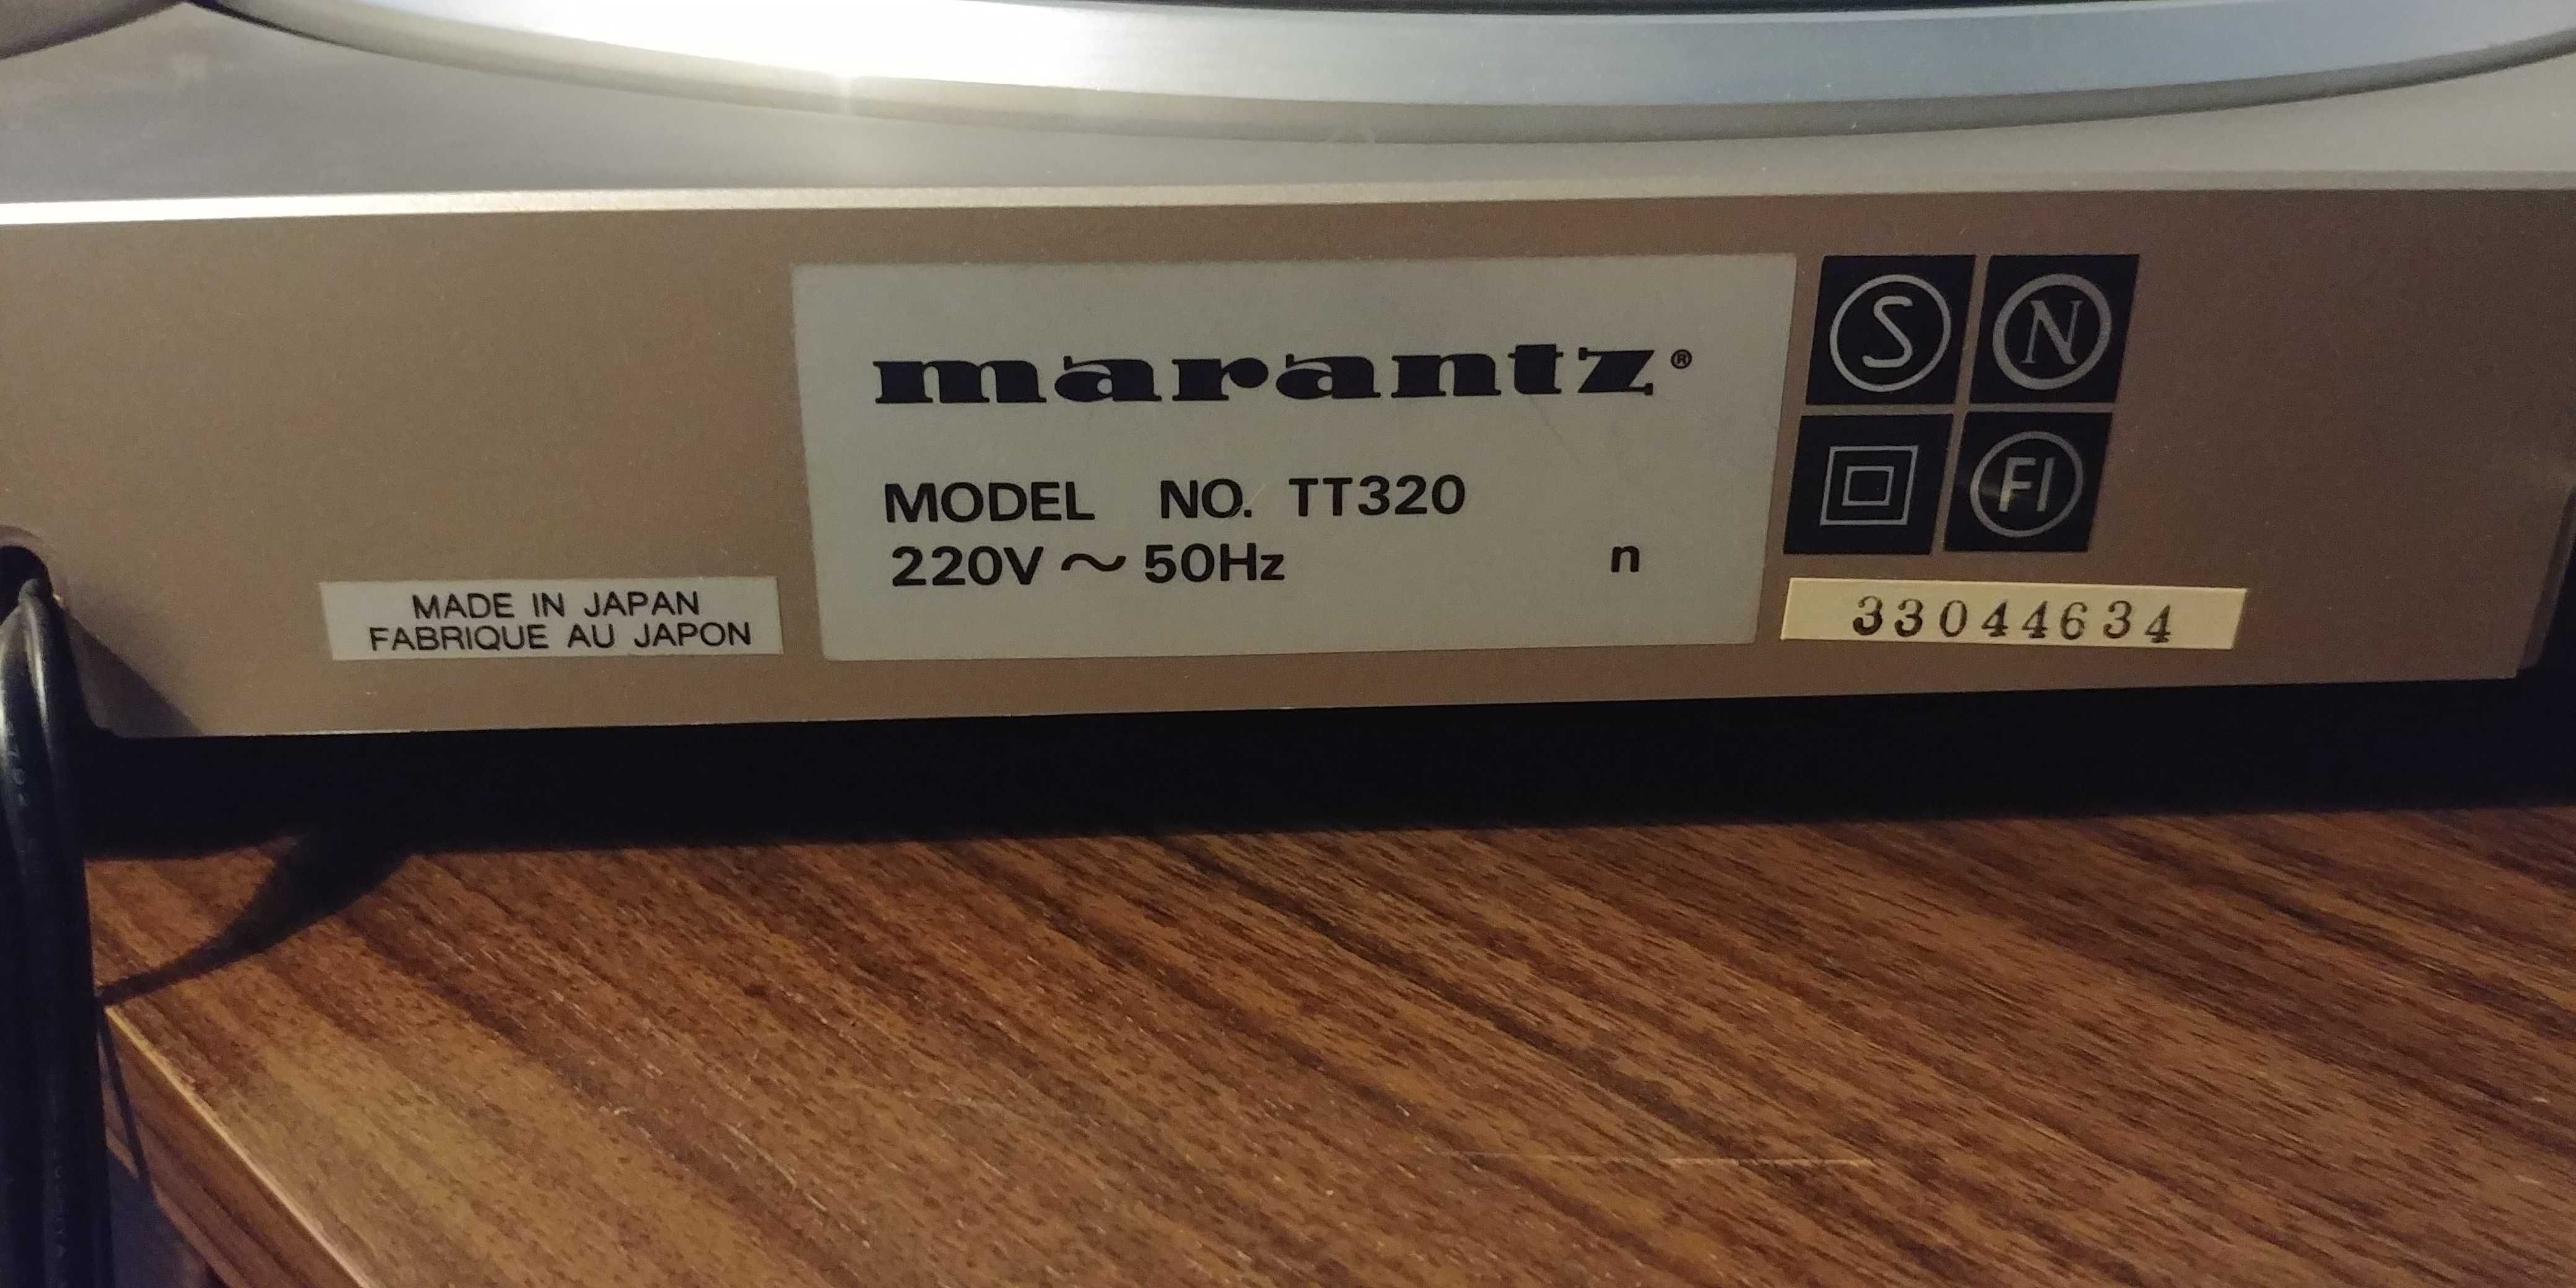 marantz®
MODEL NO. TT320
220V ~ 50Hz n
S N
FI
MADE IN JAPAN
FABRIQUE AU JAPON
33044634